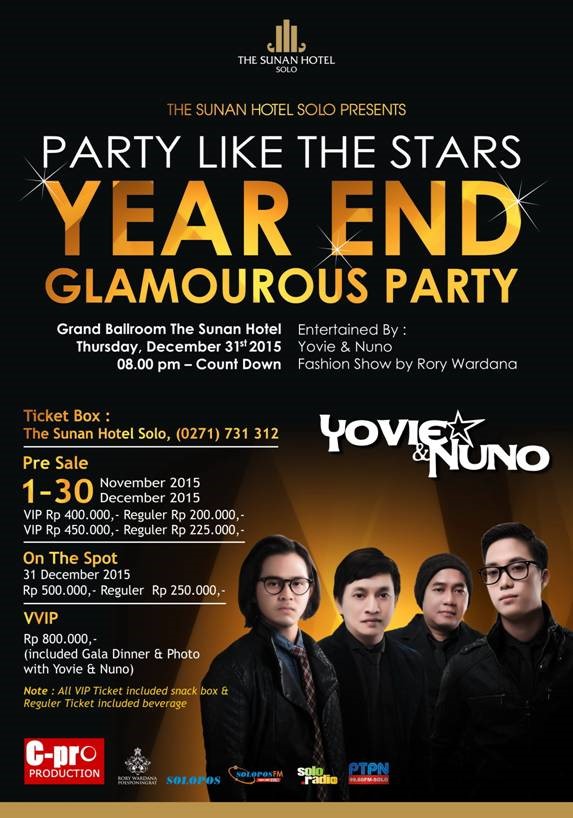 THE SUNAN HOTEL
SOLO
THE SUNAN HOTEL SOLO PRESENTS
PARTY LIKE THE STARS
YEAR END
GLAMOUROUS PARTY
Grand Ballroom The Sunan Hotel
Thursday, December 31st 2015
08.00 pm – Count Down
Entertained By :
Yovie & Nuno
Fashion Show by Rory Wardana
Ticket Box :
The Sunan Hotel Solo, (0271) 731 312
YOVIE
& NUNO
Pre Sale
1-30 November 2015
December 2015
VIP Rp 400.000,- Reguler Rp 200.000,-
VIP Rp 450.000,- Reguler Rp 225.000,-
On The Spot
31 December 2015
Rp 500.000,- Reguler Rp 250.000,-
VVIP
Rp 800.000,-
(included Gala Dinner & Photo
with Yovie & Nuno)
Note : All VIP Ticket included snack box &
Reguler Ticket included beverage
C-pro
PRODUCTION
RORY WARDANA
SOLOPOS
SOLOPOSFM
solo
radio
PTPN
99.60FM-SOLO